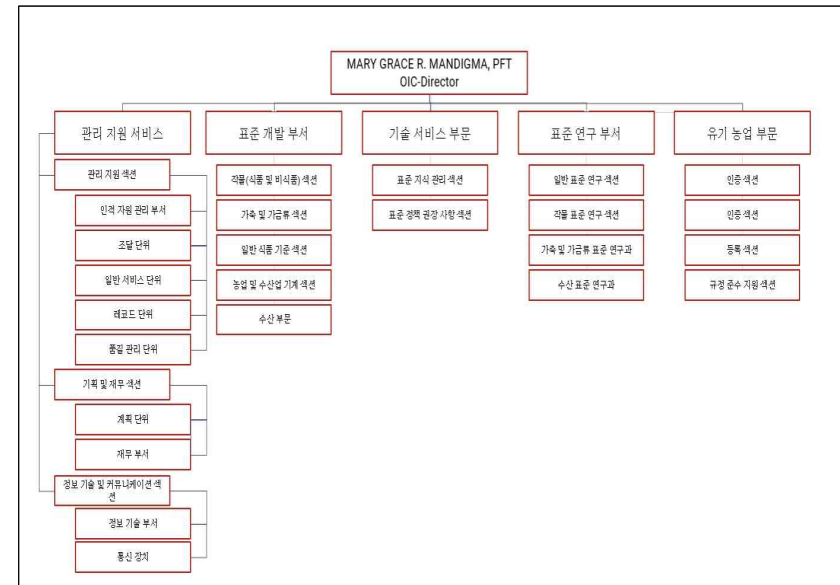 MARY GRACE R. MANDIGMA, PFT
OIC-Director
관리 지원 서비스
표준 개발 부서
기술 서비스 부문
표준 연구 부서
유기 농업 부문
관리 지원 섹션
인격 자원 관리 부서
조달 단위
일반 서비스 단위
레코드 단위
품질 관리 단위
기획 및 재무 섹션
계획 단위
재무 부서
정보 기술 및 커뮤니케이션 섹
션
정보 기술 부서
통신 장치
작물(식품 및 비식품) 섹션
가축 및 가금류 섹션
일반 식품 기준 섹션
농업 및 수산업 기계 섹션
수산 부문
표준 지식 관리 섹션
표준 정책 권장 사항 섹션
일반 표준 연구 섹션
작물 표준 연구 섹션
가축 및 가금류 표준 연구과
수산 표준 연구과
인증 섹션
인증 섹션
등록 섹션
규정 준수 지원 섹션